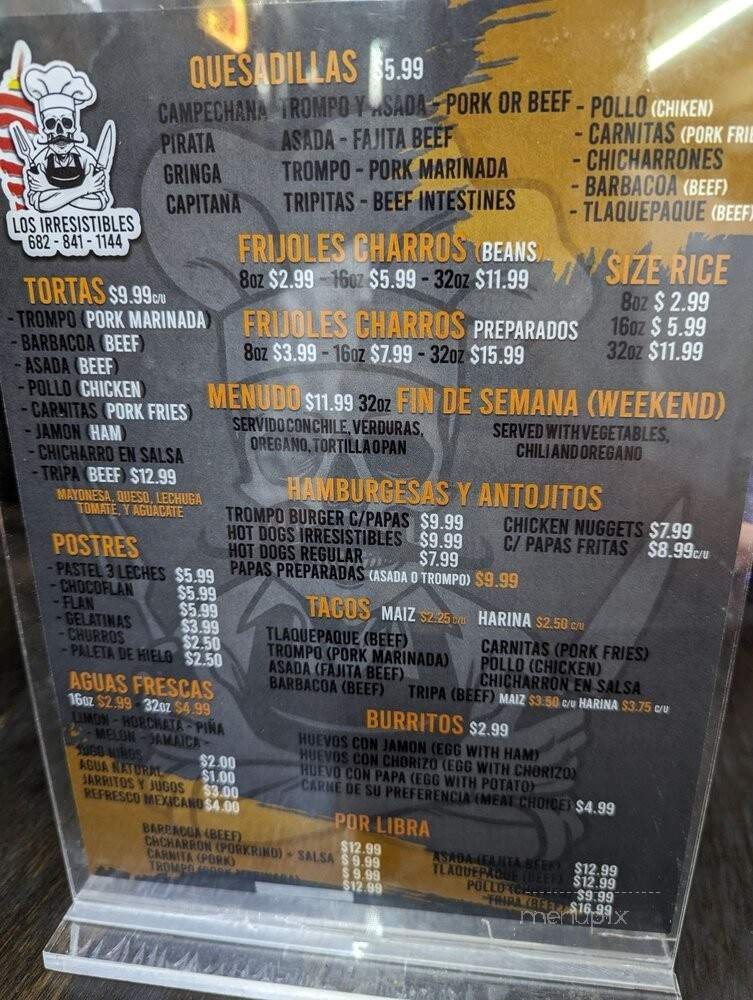 LOS IRRESISTIBLES
682 - 841 - 1144
QUESADILLAS $5.99
CAMPECHANA TROMPO Y ASADA - PORK OR BEEF
PIRATA ASADA - FAJITA BEEF
GRINGA TROMPO - PORK MARINADA
CAPITANA TRIPITAS - BEEF INTESTINES
- POLLO (CHIKEN)
- CARNITAS (PORK FRIE
- CHICHARRONES
- BARBACOA (BEEF)
- TLAQUEPAQUE (BEEF)
FRIJOLES CHARROS (BEANS)
8OZ $2.99 - 16OZ $5.99 - 32OZ $11.99
FRIJOLES CHARROS PREPARADOS
8OZ $3.99 - 16OZ $7.99 - 32OZ $15.99
SIZE RICE
8OZ $ 2.99
16OZ $ 5.99
32OZ $11.99
TORTAS $9.99 C/U
- TROMPO (PORK MARINADA)
- BARBACOA (BEEF)
- ASADA (BEEF)
- POLLO (CHICKEN)
- CARNITAS (PORK FRIES)
- JAMON (HAM)
- CHICHARRO EN SALSA
- TRIPA (BEEF) $12.99
MAYONESA, QUESO, LECHUGA
TOMATE, Y AGUACATE
MENUDO $11.99 32OZ FIN DE SEMANA (WEEKEND)
SERVIDO CON CHILE, VERDURAS,
OREGANO, TORTILLA O PAN
SERVED WITH VEGETABLES,
CHILI AND OREGANO
HAMBURGESAS Y ANTOJITOS
TROMPO BURGER C/PAPAS $9.99
HOT DOGS IRRESISTIBLES $9.99
HOT DOGS REGULAR $7.99
PAPAS PREPARADAS (ASADA O TROMPO) $9.99
CHICKEN NUGGETS $7.99
C/ PAPAS FRITAS $8.99 C/U
POSTRES
- PASTEL 3 LECHES $5.99
- CHOCOFLAN $5.99
- FLAN $5.99
- GELATINAS $3.99
- CHURROS $2.50
- PALETA DE HIELO $2.50
TACOS MAIZ $2.25 C/U HARINA $2.50 C/U
TLAQUEPAQUE (BEEF)
TROMPO (PORK MARINADA)
ASADA (FAJITA BEEF)
BARBACOA (BEEF)
CARNITAS (PORK FRIES)
POLLO (CHICKEN)
CHICHARRON EN SALSA
TRIPA (BEEF) MAIZ $3.50 C/U HARINA $3.75 C/U
AGUAS FRESCAS
16OZ $2.99 - 32OZ $4.99
LIMON - HORCHATA - PIÑA
- MELON - JAMAICA -
JUGO NIÑOS $2.00
AGUA NATURAL $1.00
JARRITOS Y JUGOS $3.00
REFRESCO MEXICANO $4.00
BURRITOS $2.99
HUEVOS CON JAMON (EGG WITH HAM)
HUEVOS CON CHORIZO (EGG WITH CHORIZO)
HUEVO CON PAPA (EGG WITH POTATO)
CARNE DE SU PREFERENCIA (MEAT CHOICE) $4.99
POR LIBRA
BARBACOA (BEEF) $12.99
CHCHARRON (PORKRIND) - SALSA $ 9.99
CARNITA (PORK) $ 9.99
TROMPO $12.99
ASADA (FAJITA BEEF) $12.99
TLAQUEPAQUE (BEEF) $12.99
POLLO $9.99
TRIPA (BEEF) $16.99
menupix